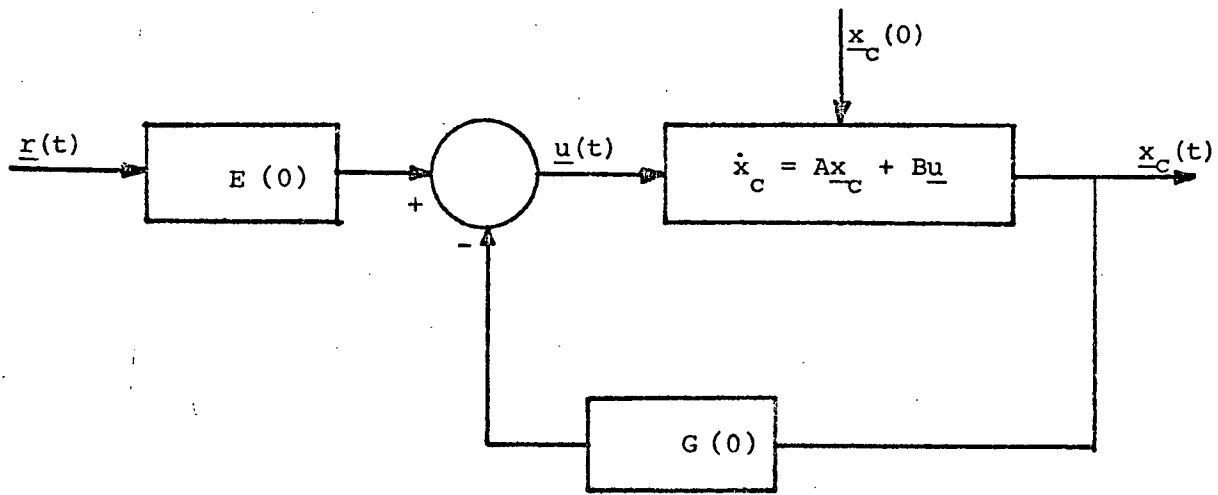 x_c(0)
r(t)
E (0)
+
-
u(t)
ẋ_c = Ax_c + Bu
x_c(t)
G (0)